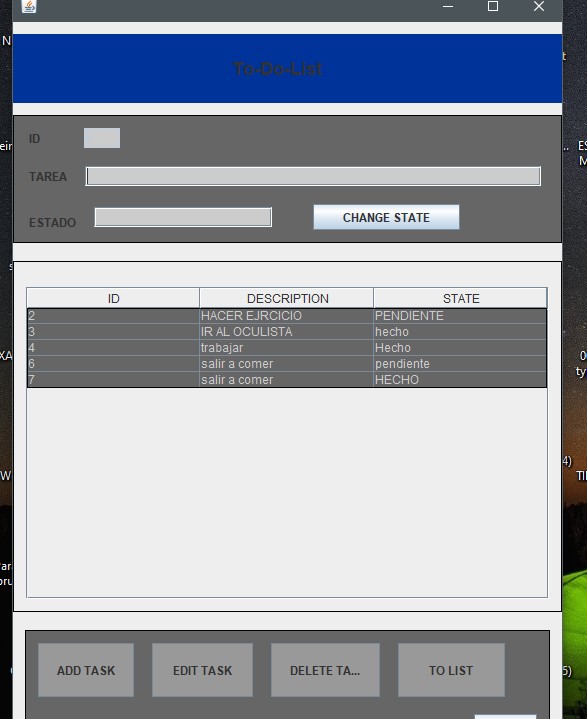 To-Do-List
ID
TAREA
ESTADO
CHANGE STATE
ID DESCRIPTION STATE
2 HACER EJRCICIO PENDIENTE
3 IR AL OCULISTA hecho
4 trabajar Hecho
6 salir a comer pendiente
7 salir a comer HECHO
ADD TASK EDIT TASK DELETE TA... TO LIST